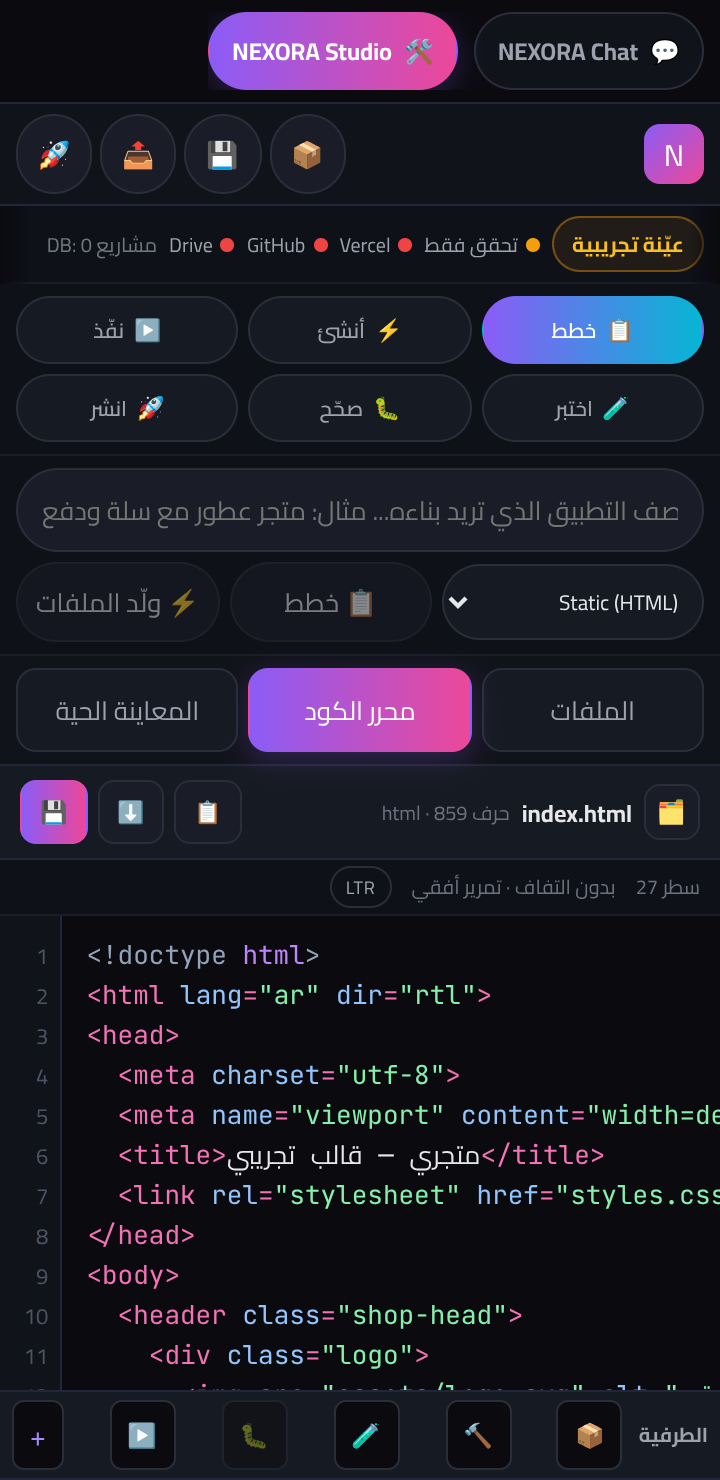 NEXORA Chat 💬
NEXORA Studio 🛠️
N
عيّنة تجريبية
تحقق فقط Vercel GitHub Drive مشاريع DB: 0
📋 خطط
⚡ أنشئ
▶️ نفّذ
🧪 اختبر
🐛 صحّح
🚀 انشر
صف التطبيق الذي تريد بناءه... مثال: متجر عطور مع سلة ودفع
Static (HTML)
📋 خطط
⚡ ولّد الملفات
الملفات
محرر الكود
المعاينة الحية
index.html
html · 859 حرف
سطر 27 بدون التفاف · تمرير أفقي LTR
1 <!doctype html>
2 <html lang="ar" dir="rtl">
3 <head>
4 <meta charset="utf-8">
5 <meta name="viewport" content="width=de
6 <title>متجري — قالب تجريبي</title>
7 <link rel="stylesheet" href="styles.css
8 </head>
9 <body>
10 <header class="shop-head">
11 <div class="logo">
الطرفية
+